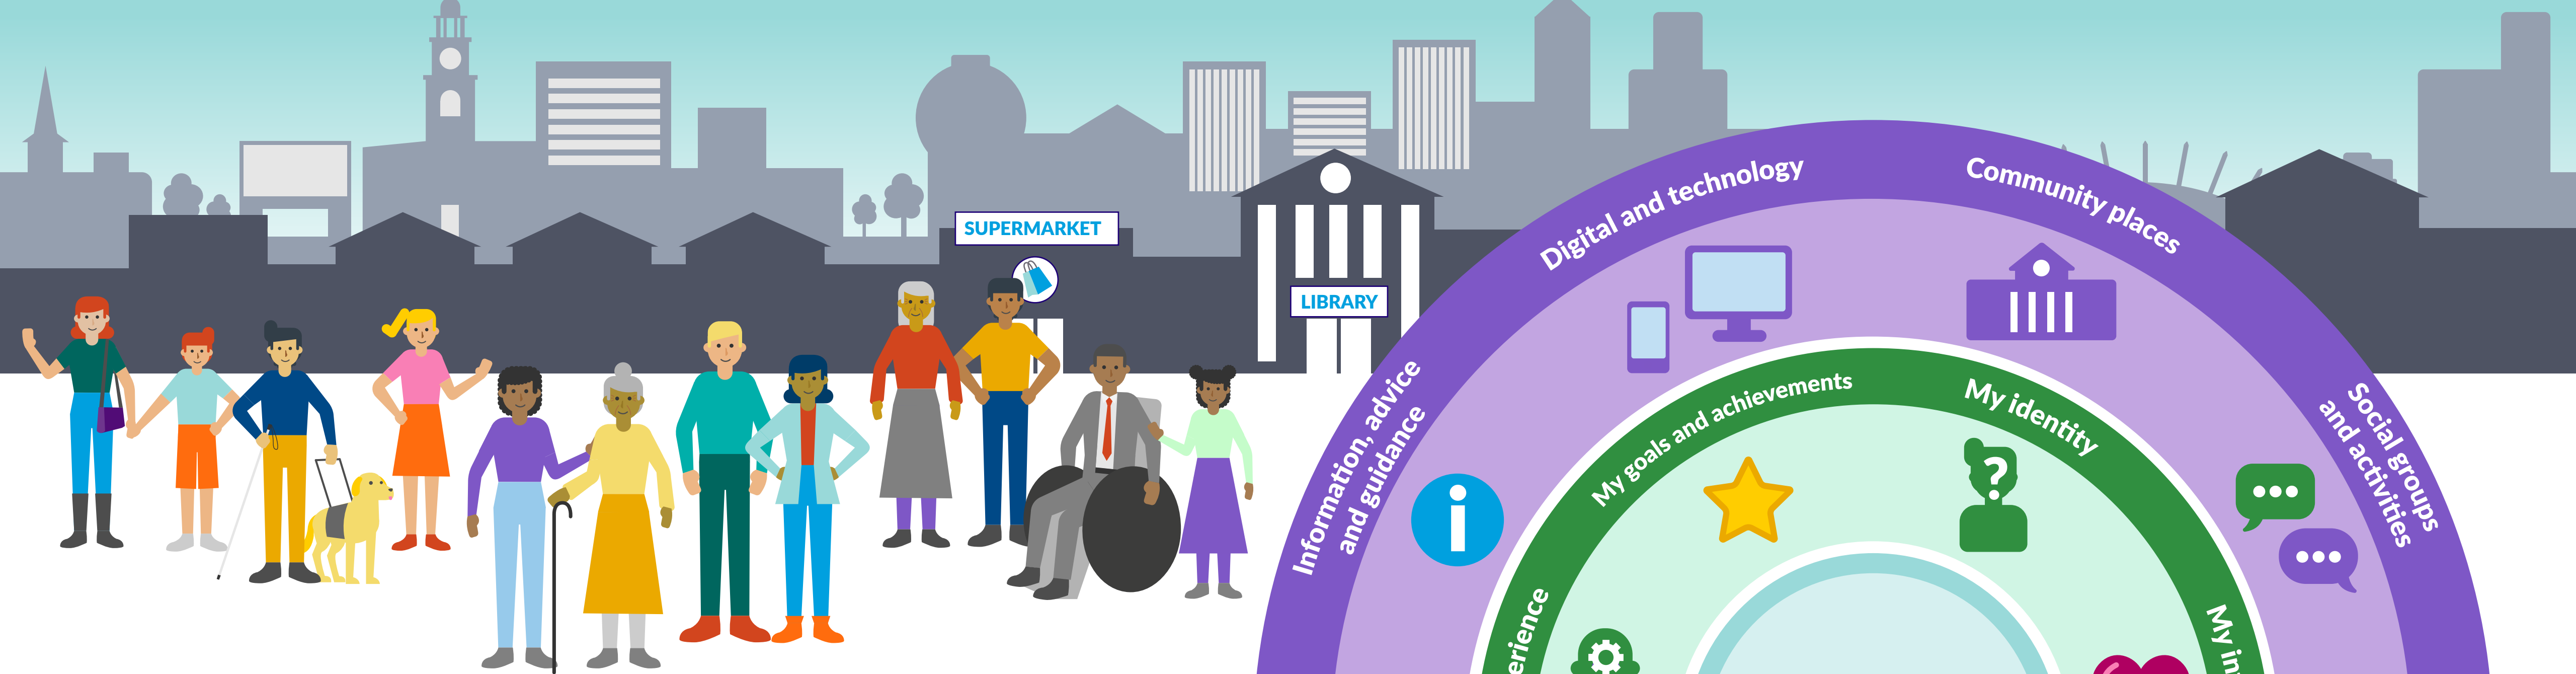 SUPERMARKET
LIBRARY
Digital and technology
Community places
Information, advice
and guidance
Social groups
and activities
My goals and achievements
My identity
?